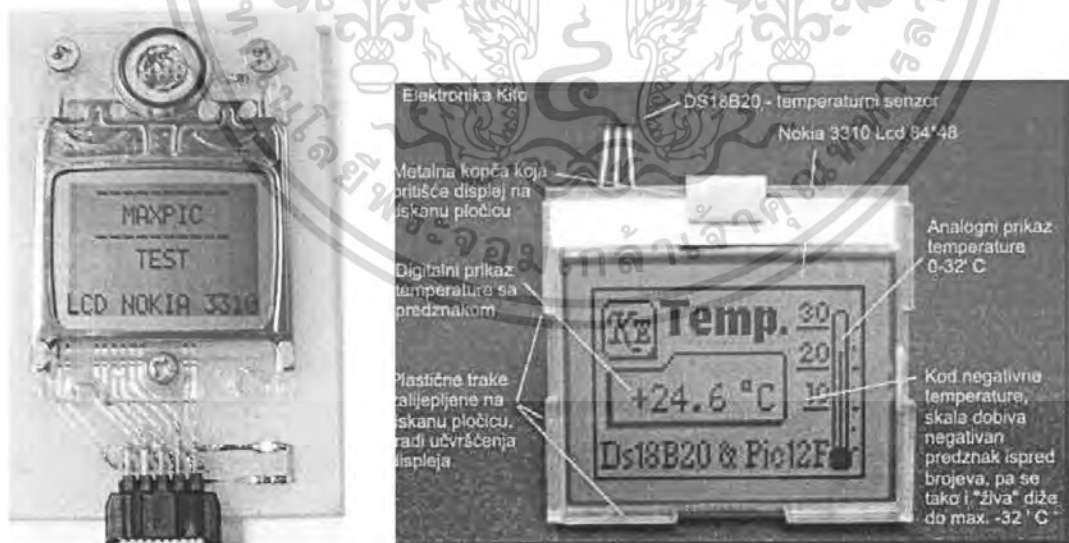 MAXPIC
TEST
LCD NOKIA 3310
Elektronika Kifo
DS18B20 - temperaturni senzor
Nokia 3310 Lcd 84*48
Metalna kopča koja
pritišće displej na
tiskanu pločicu
Digitalni prikaz
temperature sa
predznakom
Plastične trake
zalijepljene na
tiskanu pločicu,
radi učvršćenja
displeja
Analogni prikaz
temperature
0-32°C
Kod negativne
temperature,
skala dobiva
negativan
predznak ispred
brojeva, pa se
tako i "živa" diže
do max. -32°C
KE Temp. 30
20
10
+24.6 °C
Ds18B20 & Pic12F